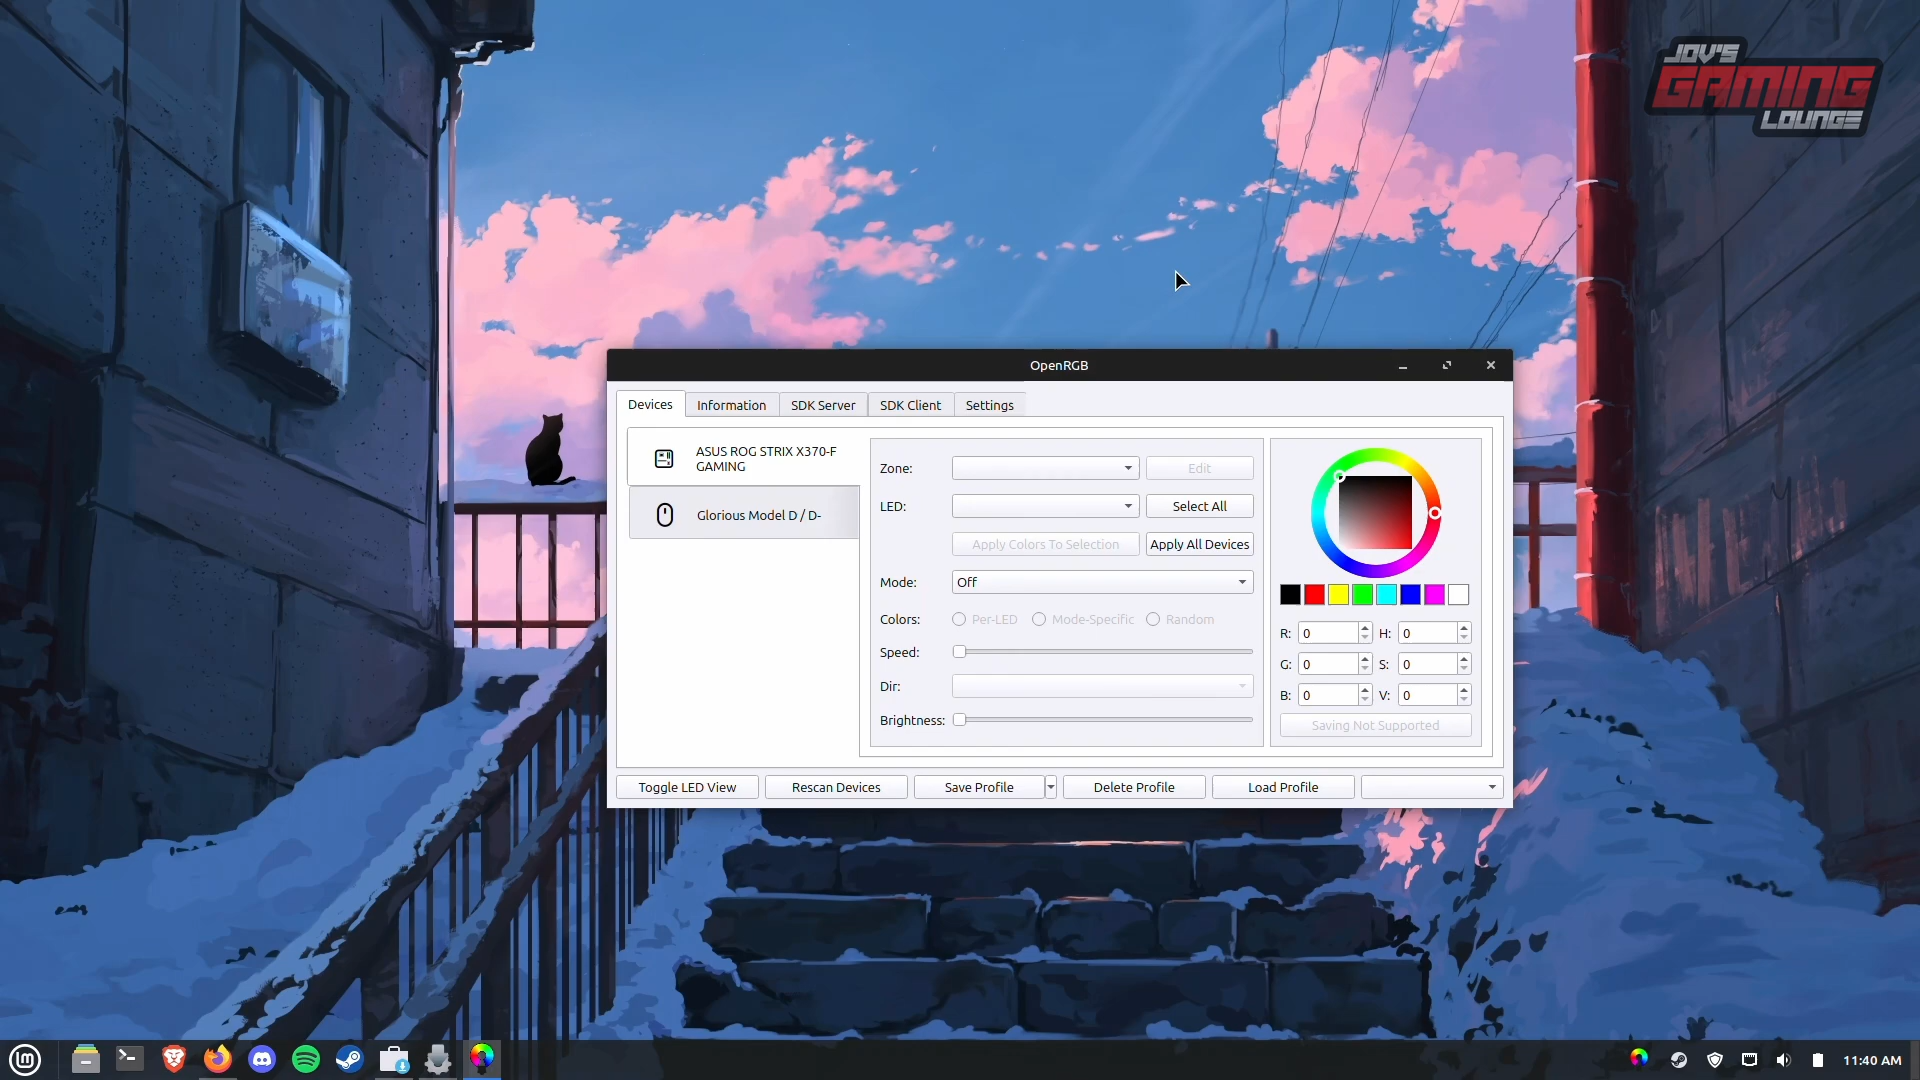 JOV'S
GAMING
LOUNGE
OpenRGB
Devices
Information
SDK Server
SDK Client
Settings
ASUS ROG STRIX X370-F
GAMING
Glorious Model D / D-
Zone:
Edit
LED:
Select All
Apply Colors To Selection
Apply All Devices
Mode:
Off
Colors:
Per-LED
Mode-Specific
Random
Speed:
Dir:
Brightness:
R: 0
H: 0
G: 0
S: 0
B: 0
V: 0
Saving Not Supported
Toggle LED View
Rescan Devices
Save Profile
Delete Profile
Load Profile
11:40 AM